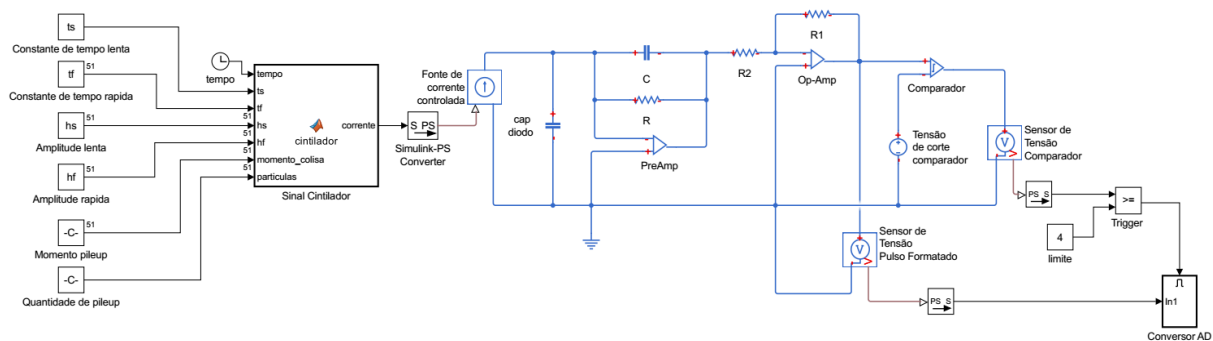 ts
Constante de tempo lenta
51
tf
Constante de tempo rapida
51
hs
Amplitude lenta
51
hf
Amplitude rapida
51
-C-
Momento pileup
-C-
Quantidade de pileup
tempo
tempo
ts
51
tf
51
hs
51
hf
51
momento_colisa
51
particulas
cintilador
corrente
Sinal Cintilador
S PS
Simulink-PS
Converter
Fonte de
corrente
controlada
cap
diodo
C
R
PreAmp
R2
R1
Op-Amp
Comparador
Tensão
de corte
comparador
V
Sensor de
Tensão
Comparador
V
Sensor de
Tensão
Pulso Formatado
PS S
PS S
4
limite
>=
Trigger
In1
Conversor AD